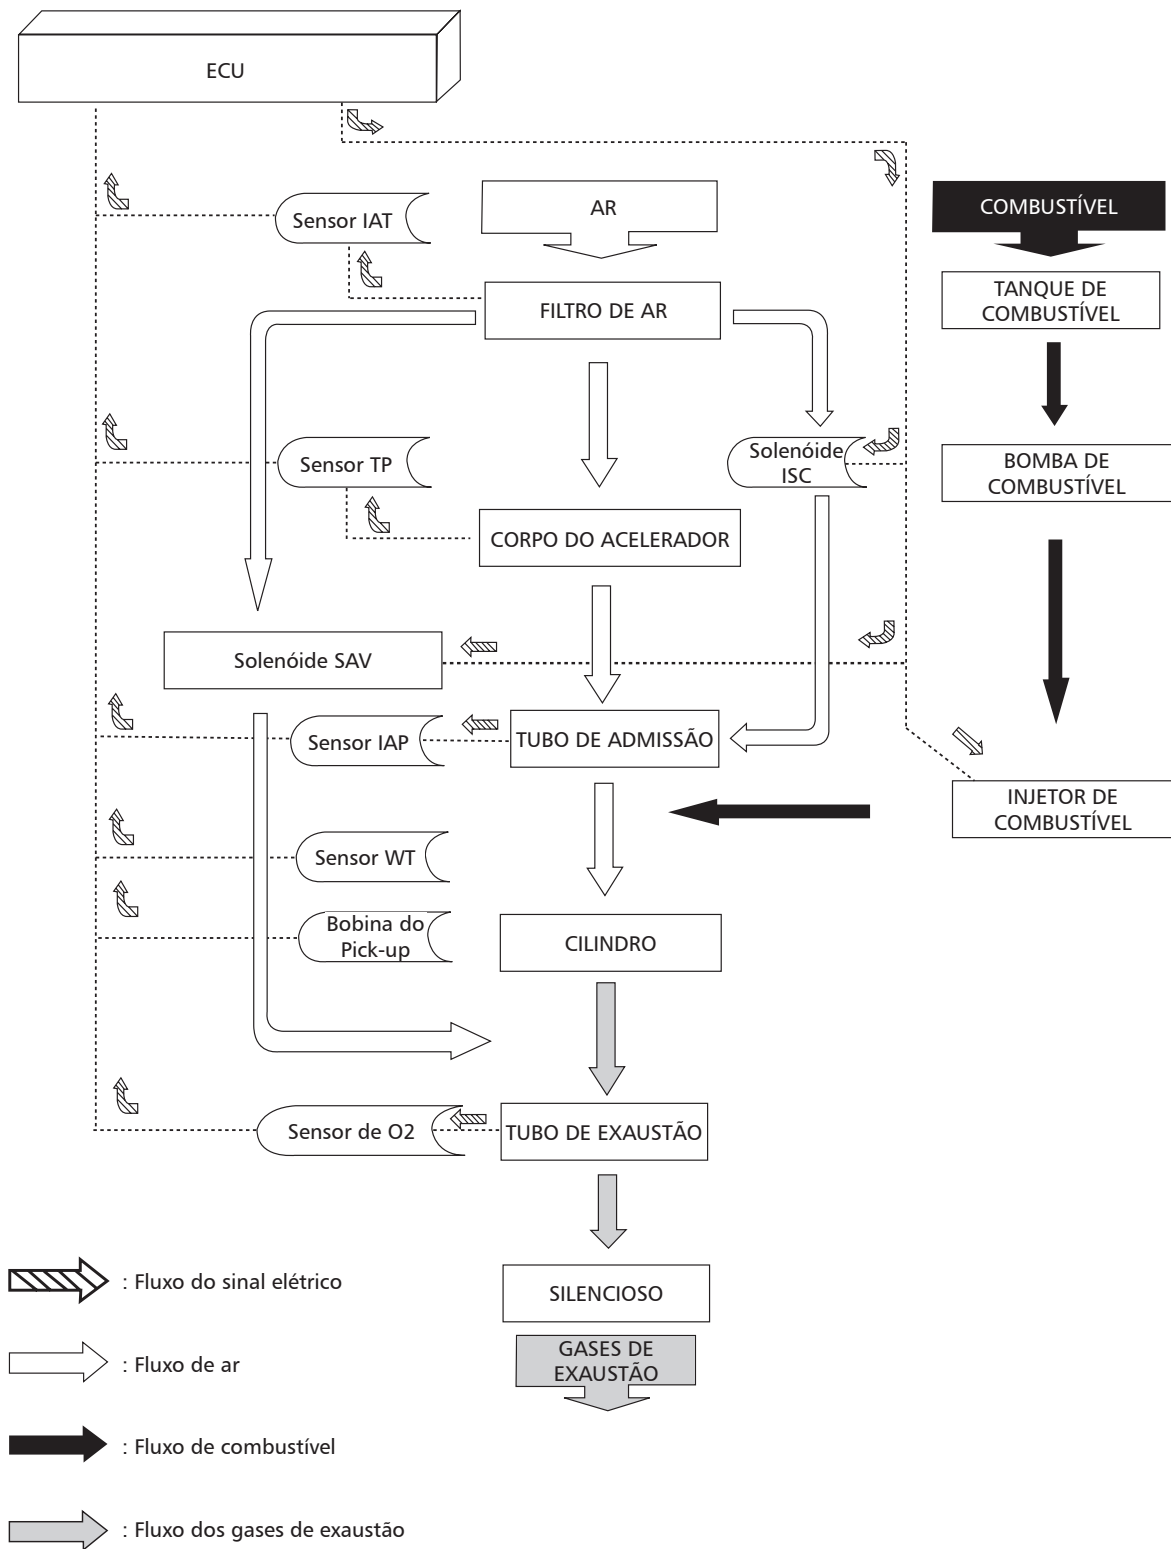 ECU
Sensor IAT
AR
COMBUSTÍVEL
FILTRO DE AR
TANQUE DE
COMBUSTÍVEL
Sensor TP
Solenóide
ISC
BOMBA DE
COMBUSTÍVEL
CORPO DO ACELERADOR
Solenóide SAV
Sensor IAP
TUBO DE ADMISSÃO
INJETOR DE
COMBUSTÍVEL
Sensor WT
Bobina do
Pick-up
CILINDRO
Sensor de O2
TUBO DE EXAUSTÃO
SILENCIOSO
GASES DE
EXAUSTÃO
: Fluxo do sinal elétrico
: Fluxo de ar
: Fluxo de combustível
: Fluxo dos gases de exaustão